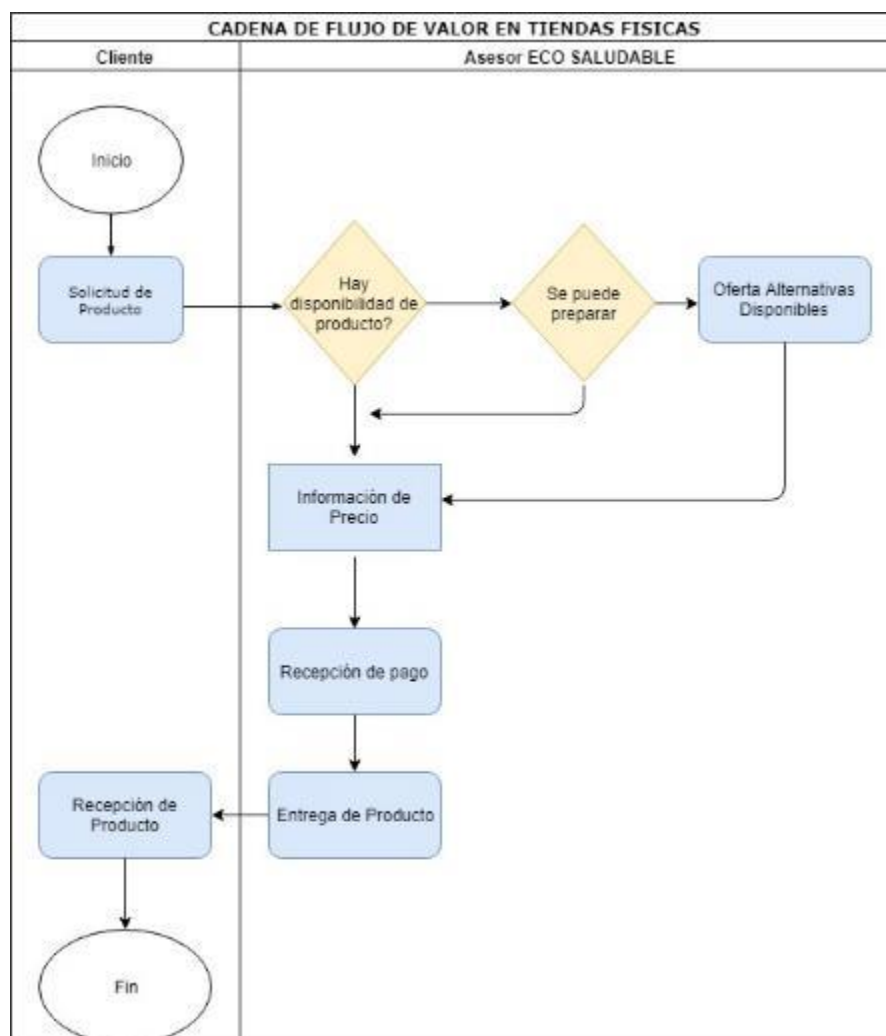 CADENA DE FLUJO DE VALOR EN TIENDAS FISICAS
Cliente
Asesor ECO SALUDABLE
Inicio
Solicitud de
Producto
Hay
disponibilidad de
producto?
Se puede
preparar
Oferta Alternativas
Disponibles
Información de
Precio
Recepción de pago
Recepción de
Producto
Entrega de Producto
Fin